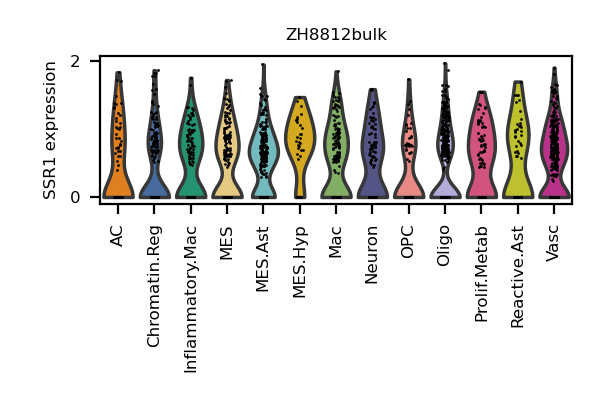 ZH8812bulk
SSR1 expression
2
0
AC
Chromatin.Reg
Inflammatory.Mac
MES
MES.Ast
MES.Hyp
Mac
Neuron
OPC
Oligo
Prolif.Metab
Reactive.Ast
Vasc